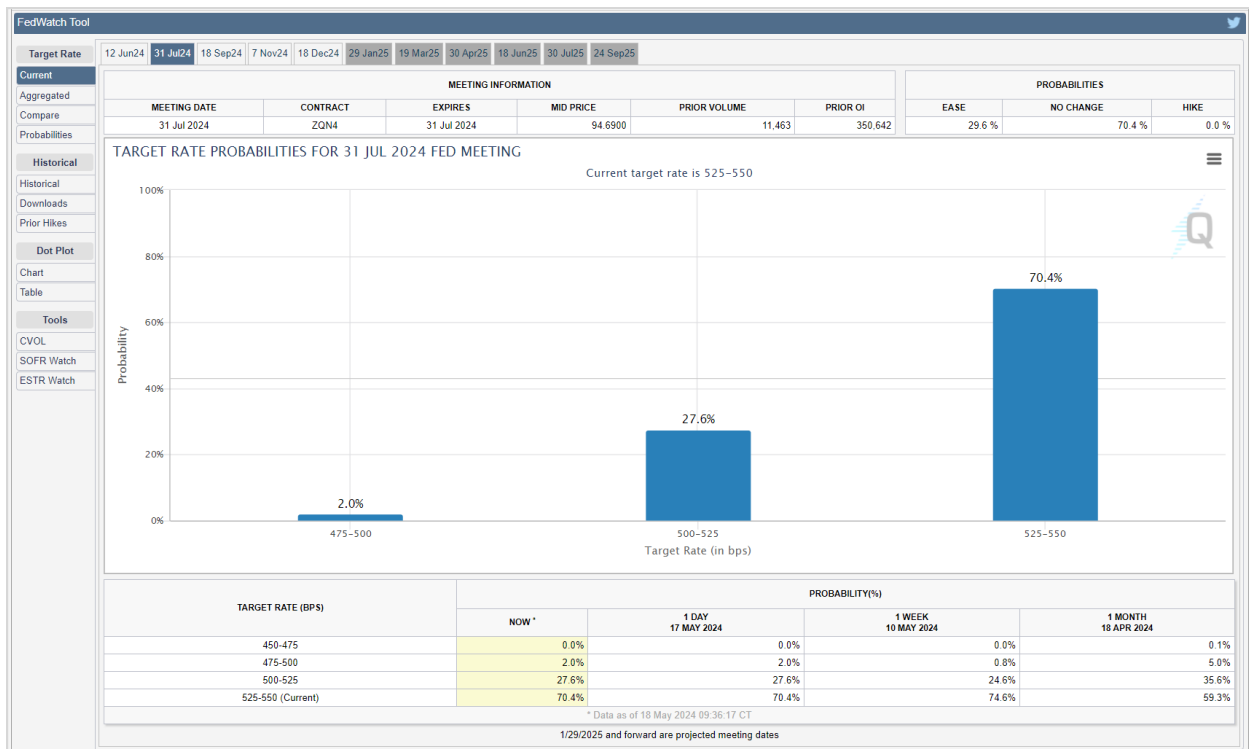 FedWatch Tool
Target Rate
Current
Aggregated
Compare
Probabilities
Historical
Historical
Downloads
Prior Hikes
Dot Plot
Chart
Table
Tools
CVOL
SOFR Watch
ESTR Watch
12 Jun24 31 Jul24 18 Sep24 7 Nov24 18 Dec24 29 Jan25 19 Mar25 30 Apr25 18 Jun25 30 Jul25 24 Sep25
MEETING INFORMATION
MEETING DATE CONTRACT EXPIRES MID PRICE PRIOR VOLUME PRIOR OI
31 Jul 2024 ZQN4 31 Jul 2024 94.6900 11,463 350,642
PROBABILITIES
EASE NO CHANGE HIKE
29.6 % 70.4 % 0.0 %
TARGET RATE PROBABILITIES FOR 31 JUL 2024 FED MEETING
Current target rate is 525-550
Q
Probability
100%
80%
60%
40%
20%
0%
2.0%
27.6%
70.4%
475-500 500-525 525-550
Target Rate (in bps)
TARGET RATE (BPS) PROBABILITY(%)
NOW * 1 DAY 1 WEEK 1 MONTH
17 MAY 2024 10 MAY 2024 18 APR 2024
450-475 0.0% 0.0% 0.0% 0.1%
475-500 2.0% 2.0% 0.8% 5.0%
500-525 27.6% 27.6% 24.6% 35.6%
525-550 (Current) 70.4% 70.4% 74.6% 59.3%
* Data as of 18 May 2024 09:36:17 CT
1/29/2025 and forward are projected meeting dates